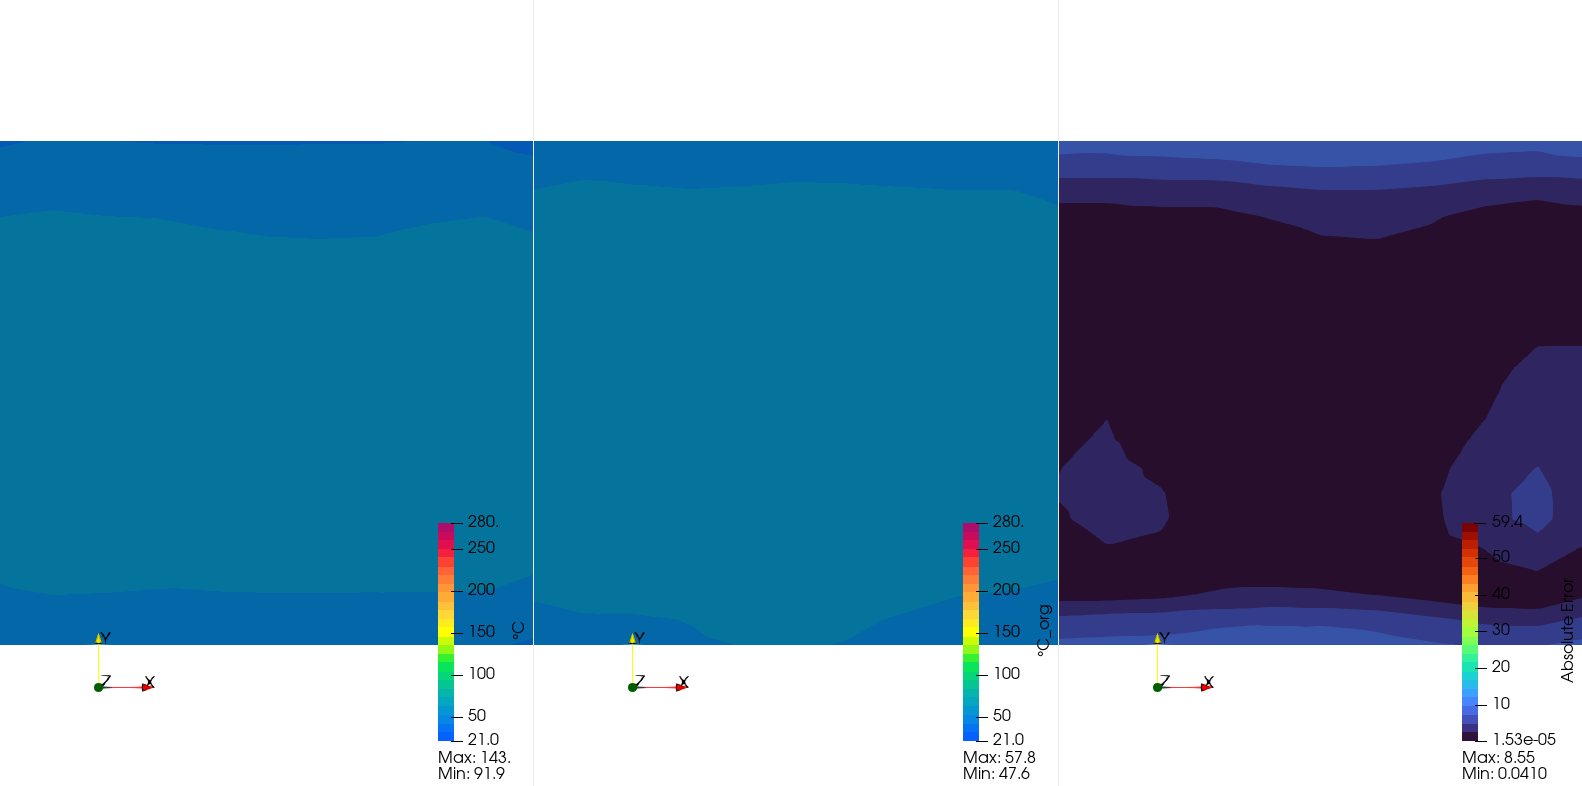 280.
250
200
150
100
50
21.0
°C
Max: 143.
Min: 91.9
Y
Z
X
280.
250
200
150
100
50
21.0
°C_org
Max: 57.8
Min: 47.6
Y
Z
X
59.4
50
40
30
20
10
1.53e-05
Absolute Error
Max: 8.55
Min: 0.0410
Y
Z
X